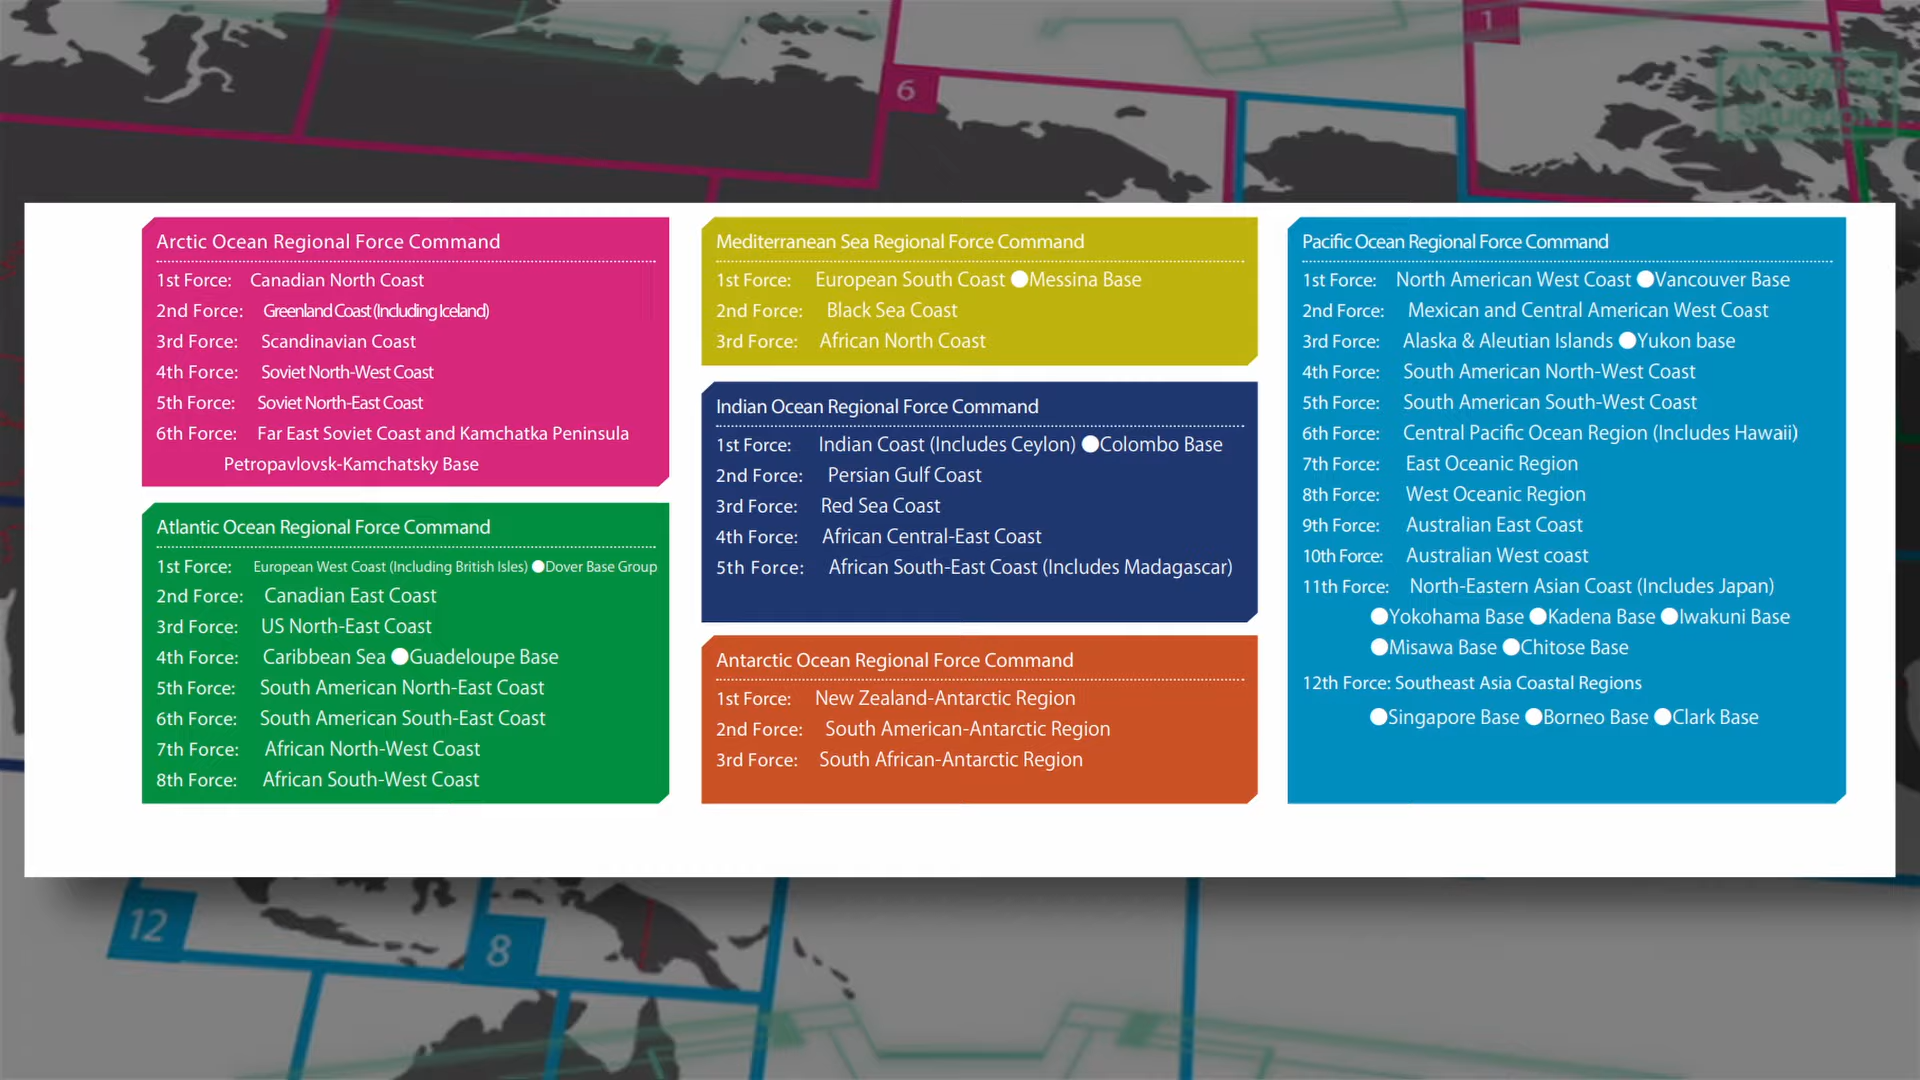 1
6
Analyzing
Situation
Arctic Ocean Regional Force Command
1st Force: Canadian North Coast
2nd Force: Greenland Coast (Including Iceland)
3rd Force: Scandinavian Coast
4th Force: Soviet North-West Coast
5th Force: Soviet North-East Coast
6th Force: Far East Soviet Coast and Kamchatka Peninsula
Petropavlovsk-Kamchatsky Base
Atlantic Ocean Regional Force Command
1st Force: European West Coast (Including British Isles) ●Dover Base Group
2nd Force: Canadian East Coast
3rd Force: US North-East Coast
4th Force: Caribbean Sea ●Guadeloupe Base
5th Force: South American North-East Coast
6th Force: South American South-East Coast
7th Force: African North-West Coast
8th Force: African South-West Coast
Mediterranean Sea Regional Force Command
1st Force: European South Coast ●Messina Base
2nd Force: Black Sea Coast
3rd Force: African North Coast
Indian Ocean Regional Force Command
1st Force: Indian Coast (Includes Ceylon) ●Colombo Base
2nd Force: Persian Gulf Coast
3rd Force: Red Sea Coast
4th Force: African Central-East Coast
5th Force: African South-East Coast (Includes Madagascar)
Antarctic Ocean Regional Force Command
1st Force: New Zealand-Antarctic Region
2nd Force: South American-Antarctic Region
3rd Force: South African-Antarctic Region
Pacific Ocean Regional Force Command
1st Force: North American West Coast ●Vancouver Base
2nd Force: Mexican and Central American West Coast
3rd Force: Alaska & Aleutian Islands ●Yukon base
4th Force: South American North-West Coast
5th Force: South American South-West Coast
6th Force: Central Pacific Ocean Region (Includes Hawaii)
7th Force: East Oceanic Region
8th Force: West Oceanic Region
9th Force: Australian East Coast
10th Force: Australian West coast
11th Force: North-Eastern Asian Coast (Includes Japan)
●Yokohama Base ●Kadena Base ●Iwakuni Base
●Misawa Base ●Chitose Base
12th Force: Southeast Asia Coastal Regions
●Singapore Base ●Borneo Base ●Clark Base
12
8